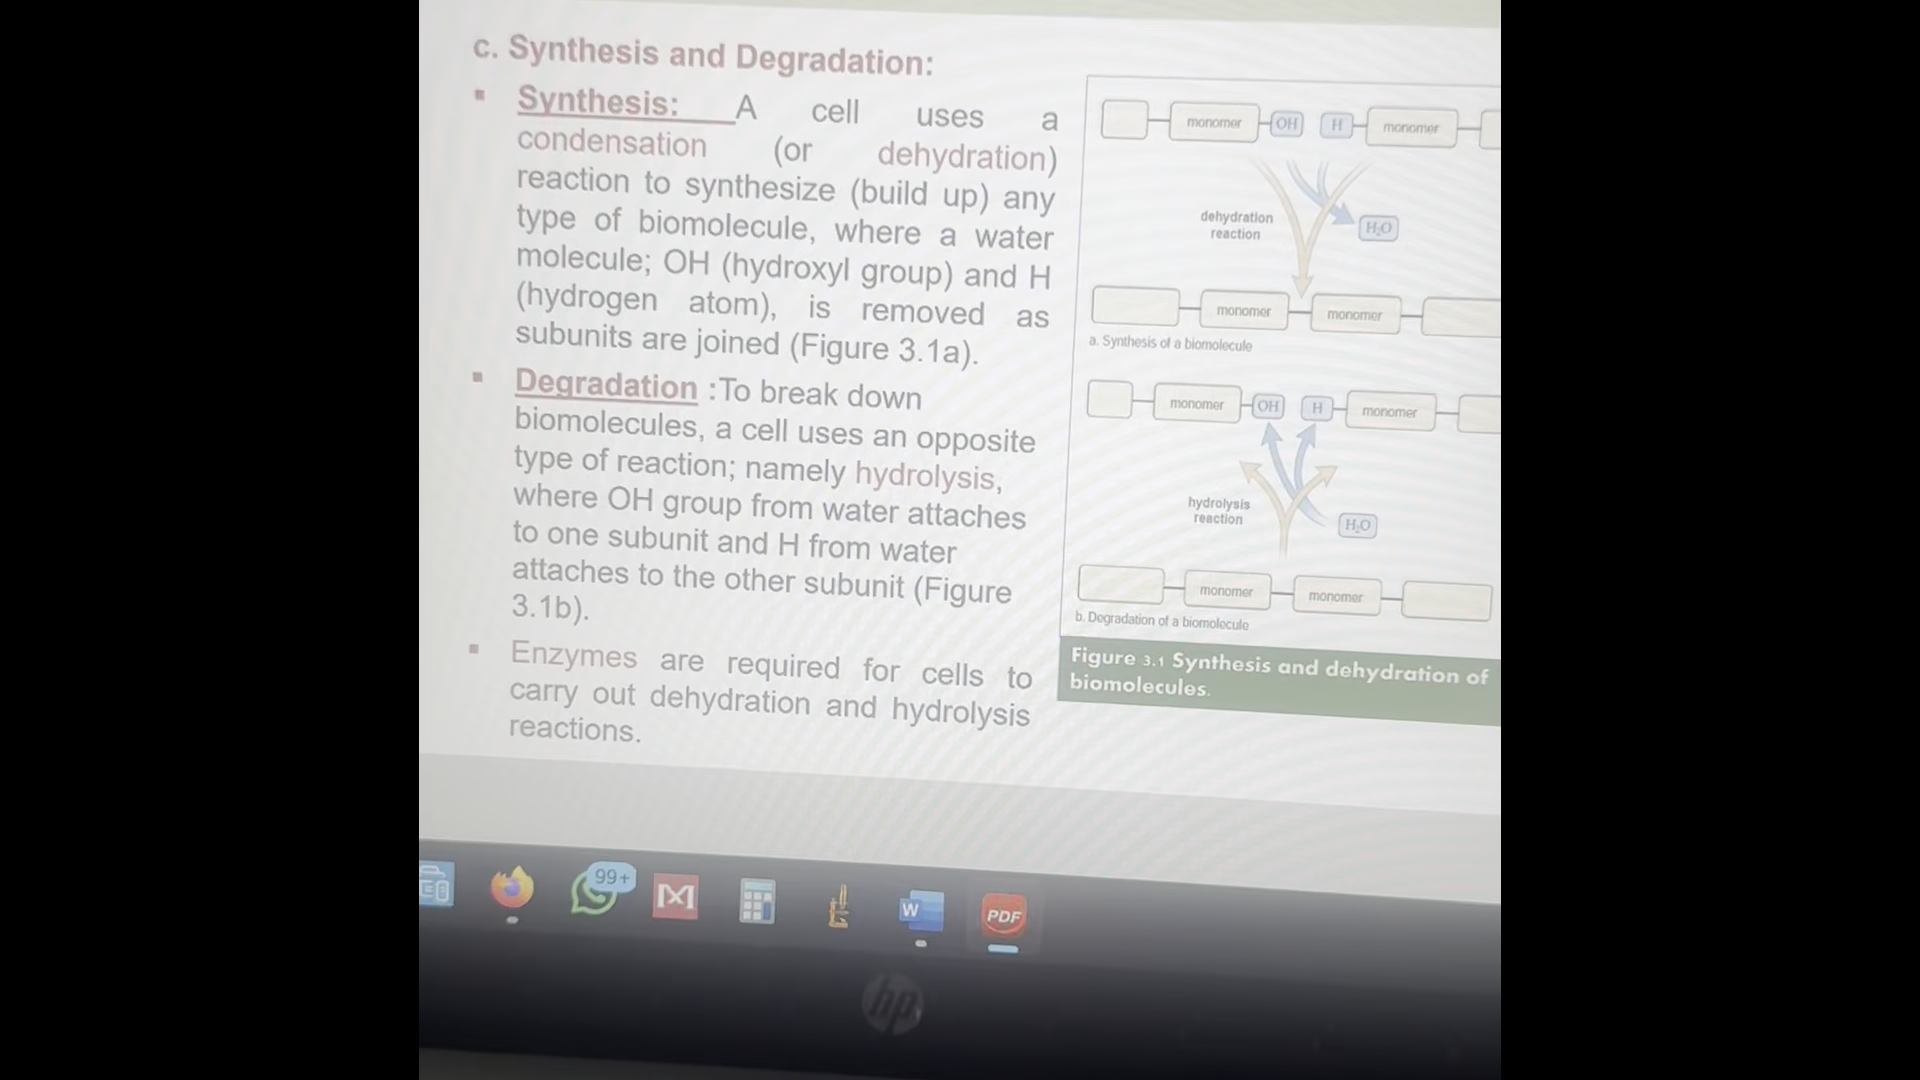 c. Synthesis and Degradation:
▪ Synthesis: A cell uses a
condensation (or dehydration)
reaction to synthesize (build up) any
type of biomolecule, where a water
molecule; OH (hydroxyl group) and H
(hydrogen atom), is removed as
subunits are joined (Figure 3.1a).
▪ Degradation :To break down
biomolecules, a cell uses an opposite
type of reaction; namely hydrolysis,
where OH group from water attaches
to one subunit and H from water
attaches to the other subunit (Figure
3.1b).
▪ Enzymes are required for cells to
carry out dehydration and hydrolysis
reactions.
monomer OH H monomer
dehydration
reaction
H₂O
monomer monomer
a. Synthesis of a biomolecule
monomer OH H monomer
hydrolysis
reaction
H₂O
monomer monomer
b. Degradation of a biomolecule
Figure 3.1 Synthesis and dehydration of
biomolecules.
99+
W
PDF
hp